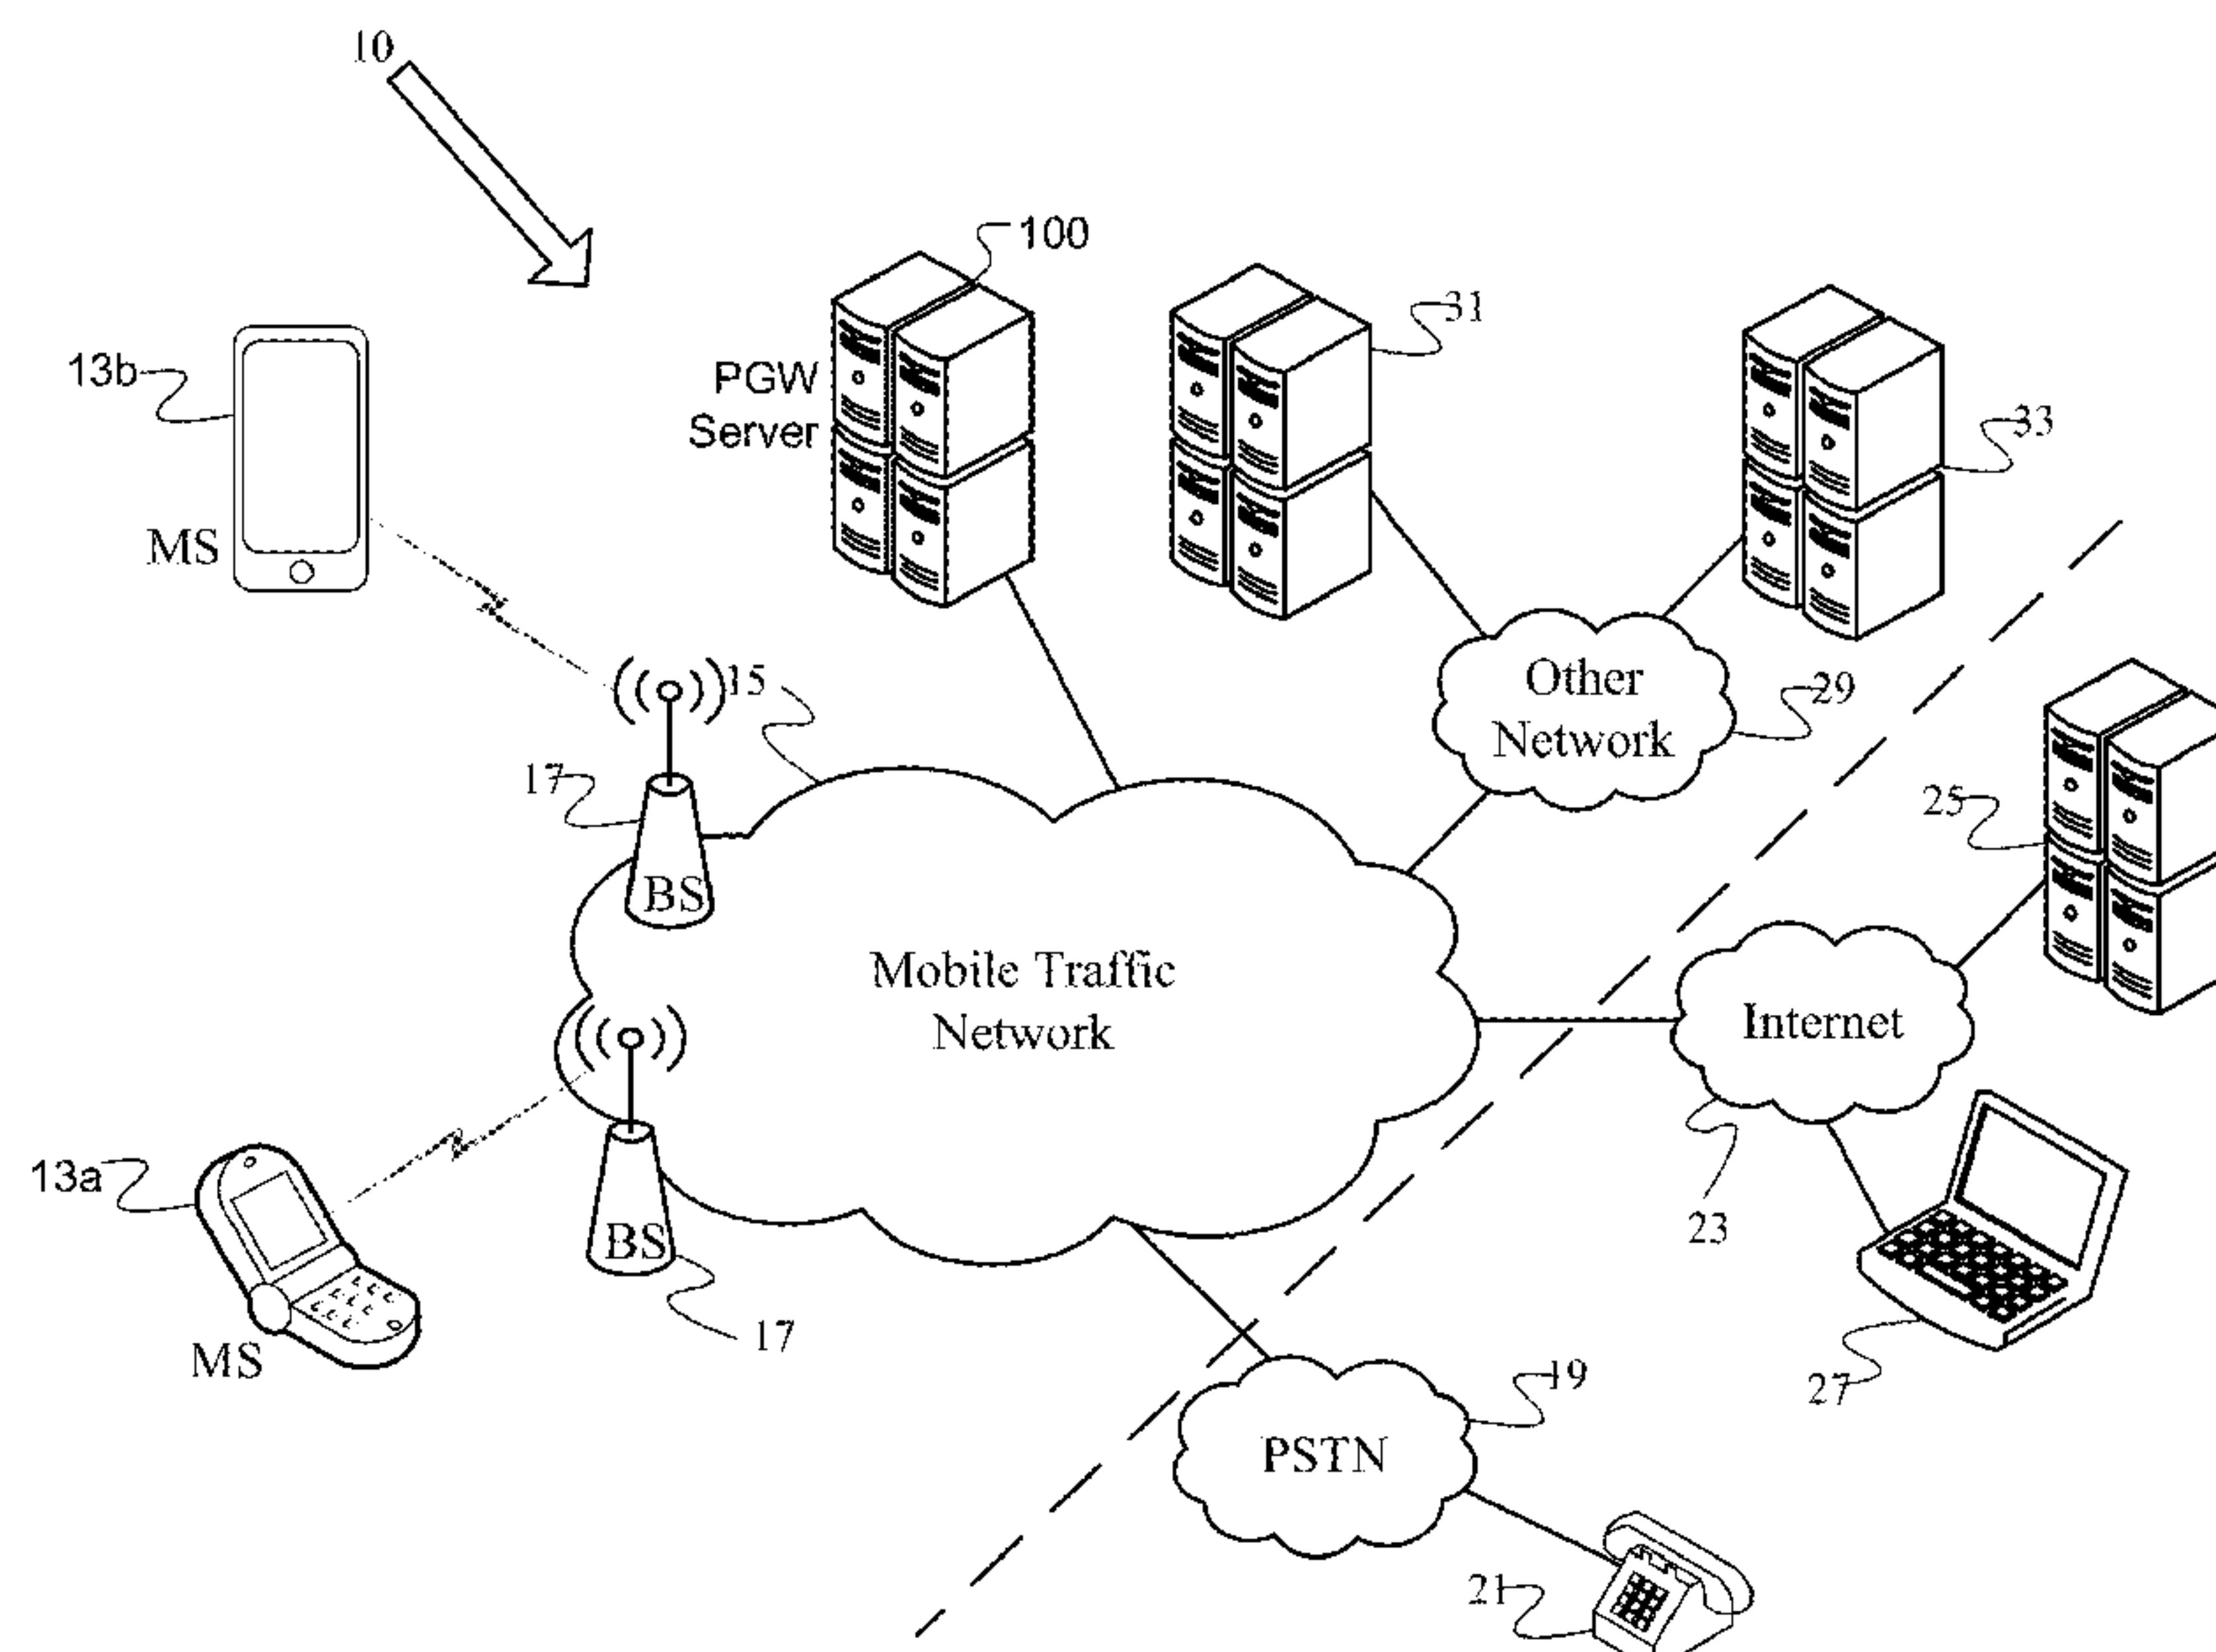 10
100
31
13b
PGW
Server
33
MS
15
Other
Network
29
17
25
BS
Mobile Traffic
Network
Internet
13a
23
BS
MS
17
19
27
PSTN
21